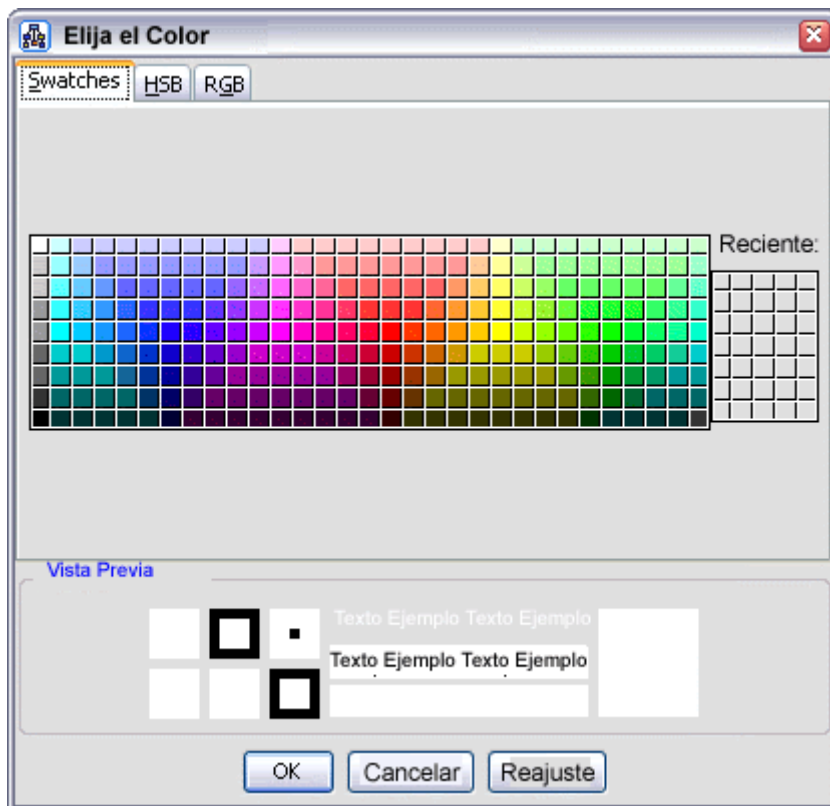 Elija el Color
Swatches HSB RGB
Reciente:
Vista Previa
Texto Ejemplo Texto Ejemplo
Texto Ejemplo Texto Ejemplo
OK Cancelar Reajuste